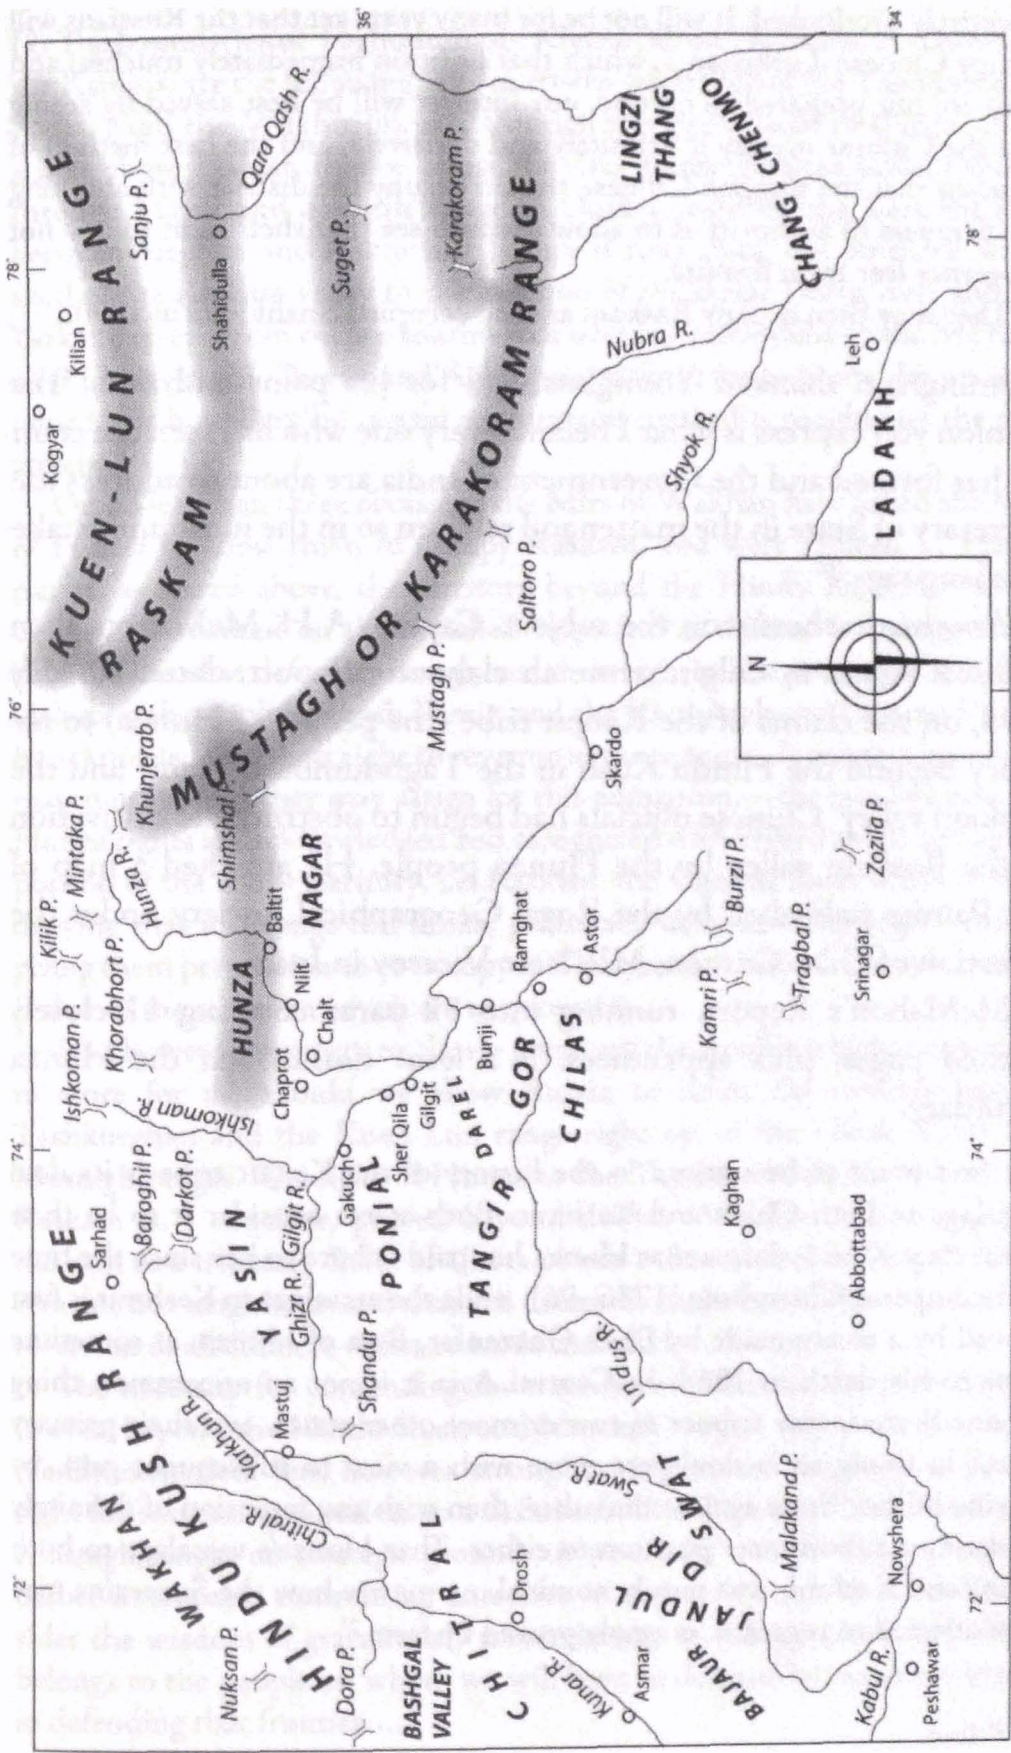 72°
74°
76°
78°
Nuksan P.
HINDU KUSH RANGE
WAKHAN
Sarhad
Baroghil P.
Darkot P.
Ishkoman P.
Khorabhort P.
Kilik P.
Mintaka P.
Khunjerab P.
Hunza R.
KUEN-LUN RANGE
RASKAM
Kogyar
Kilian
Sanju P.
Shahidulla
Qara Qash R.
Suget P.
Karakoram P.
36°
Dora P.
BASHGAL
VALLEY
CHITRAL
Chitral R.
Yarkhun R.
Mastuj
YASIN
Ghizr R.
Gilgit R.
Shandur P.
Ishkoman R.
HUNZA
Shimshal P.
Baltit
NAGAR
Nilt
Chalt
Chaprot
MUSTAGH OR KARAKORAM RANGE
Mustagh P.
Saltoro P.
Gakuch
PONIAL
Sher Qila
Gilgit
Bunji
Ramghat
Astor
Skardo
Drosh
Kunar R.
Asmar
BAJAUR
JANDUL
DIR
SWAT
Swat R.
Malakand P.
Indus R.
TANGIR
DAREL
GOR
CHILAS
Nubra R.
Shyok R.
LINGZI
THANG
CHANG-CHENMO
Leh
LADAKH
Kabul R.
Peshawar
Nowshera
Abbottabad
Kaghan
Kamri P.
Burzil P.
Tragbal P.
Srinagar
Zozila P.
N
34°
72°
74°
78°